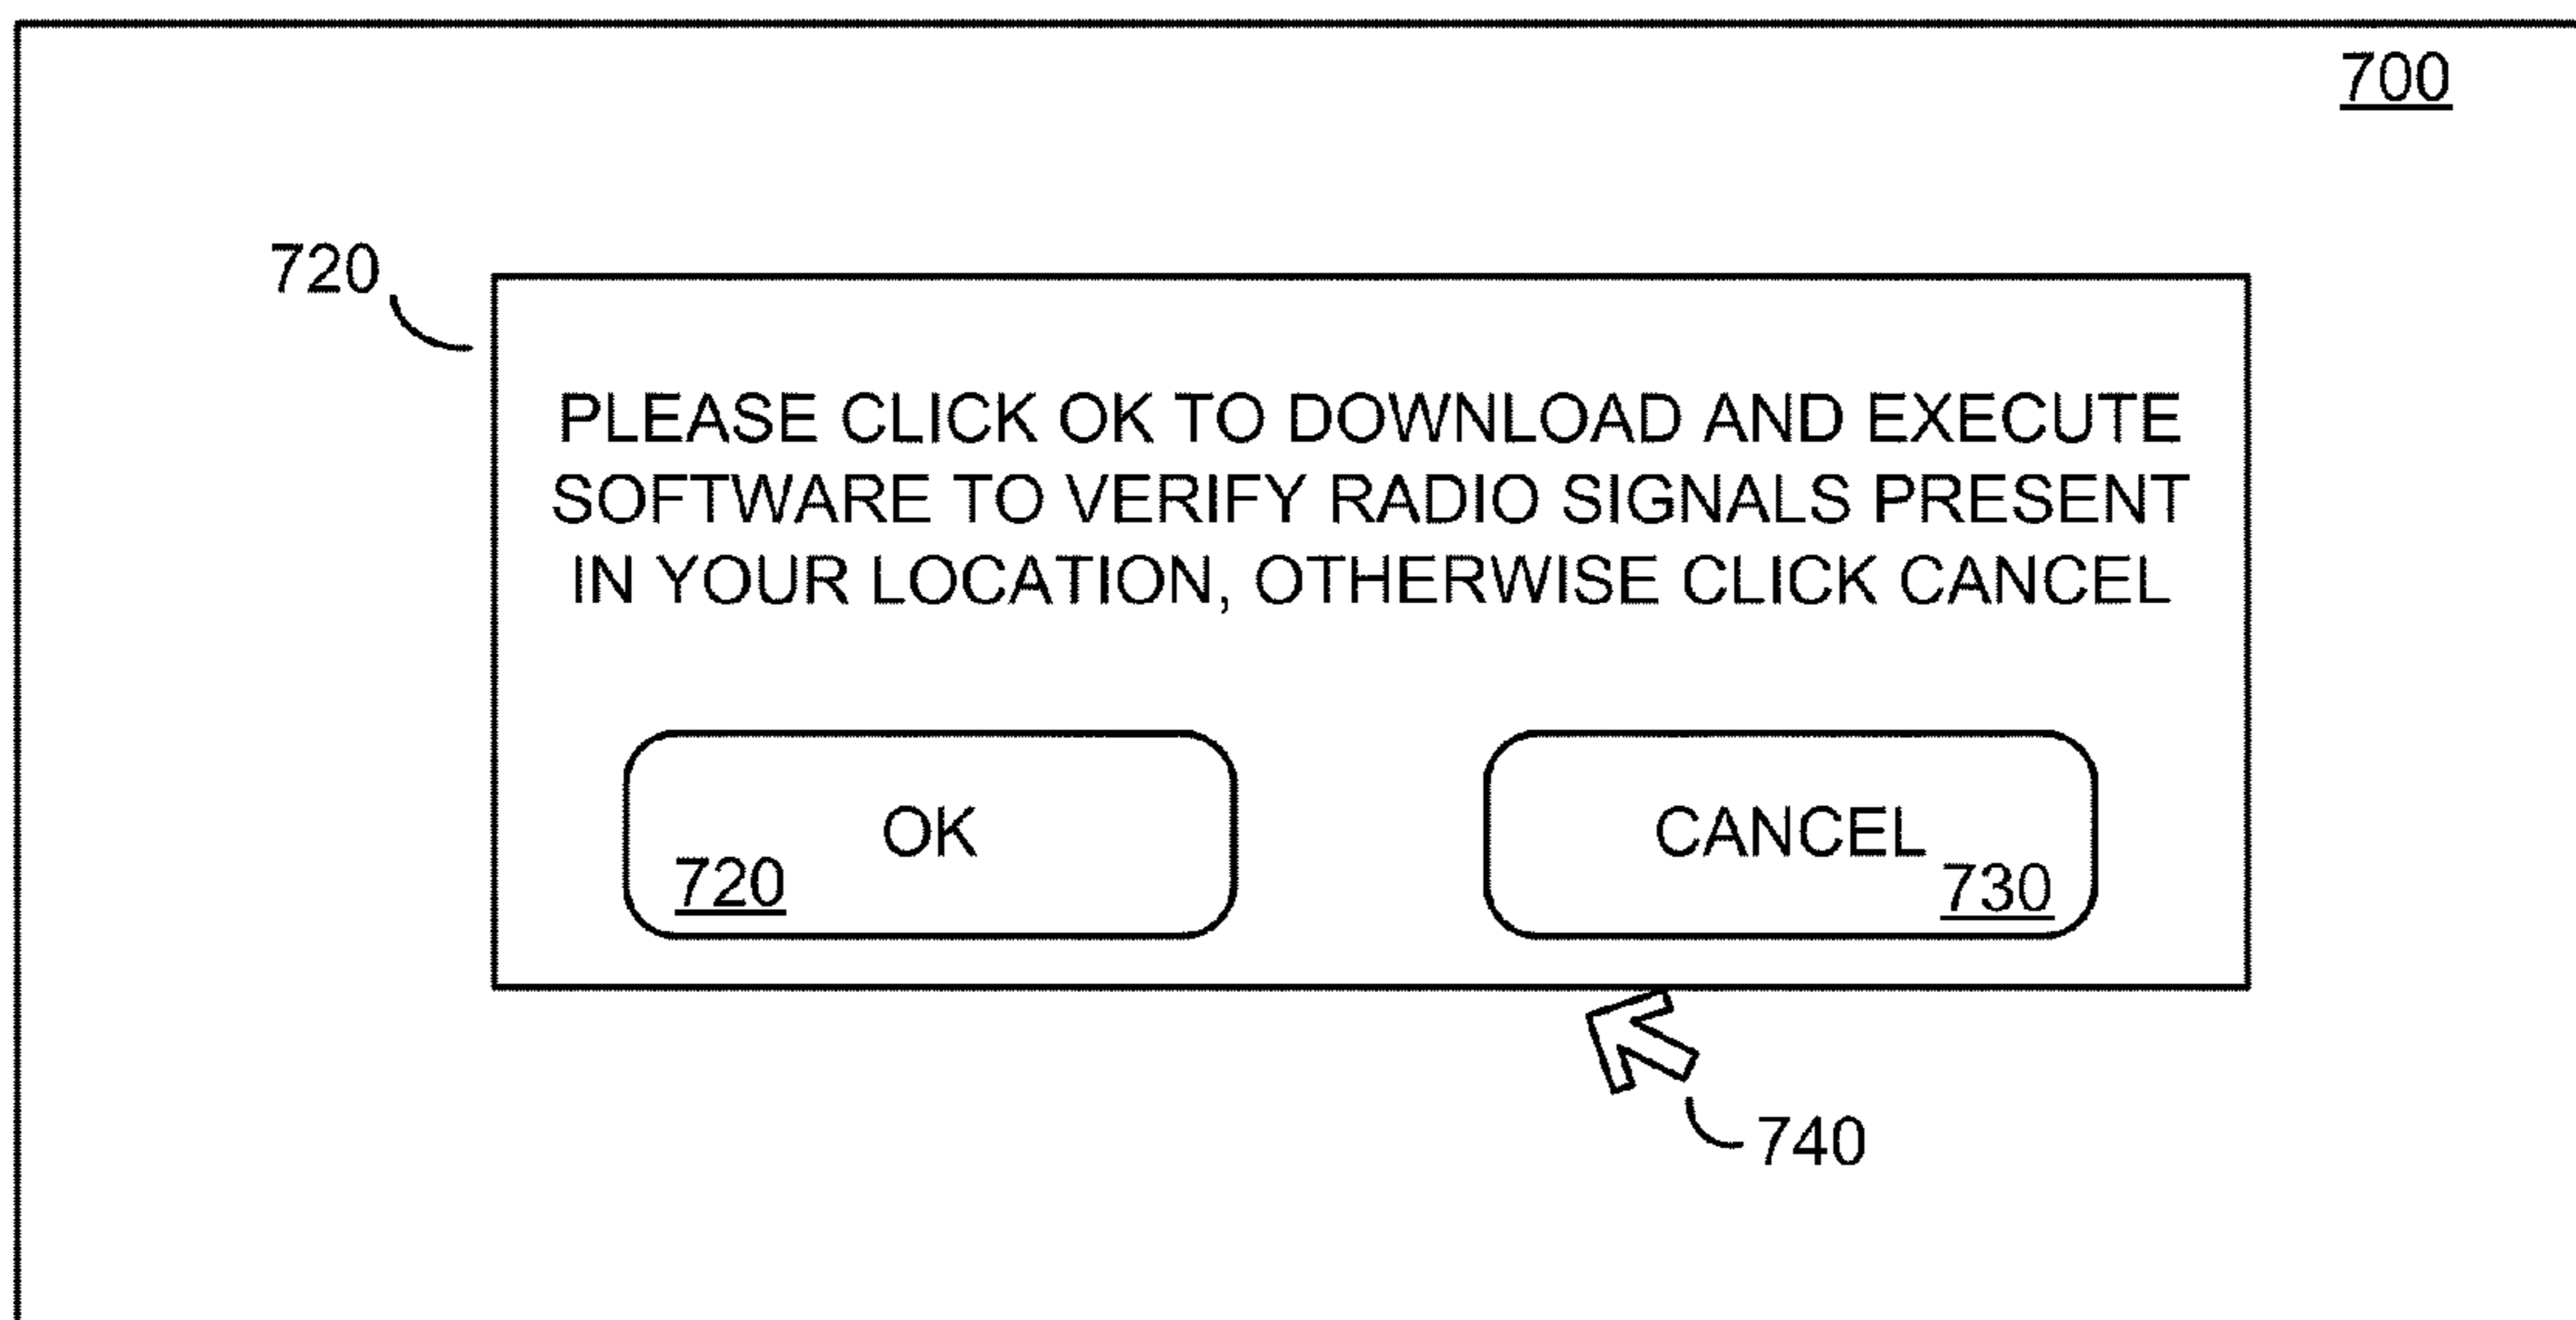 700
720
PLEASE CLICK OK TO DOWNLOAD AND EXECUTE
SOFTWARE TO VERIFY RADIO SIGNALS PRESENT
IN YOUR LOCATION, OTHERWISE CLICK CANCEL
OK
720
CANCEL
730
740